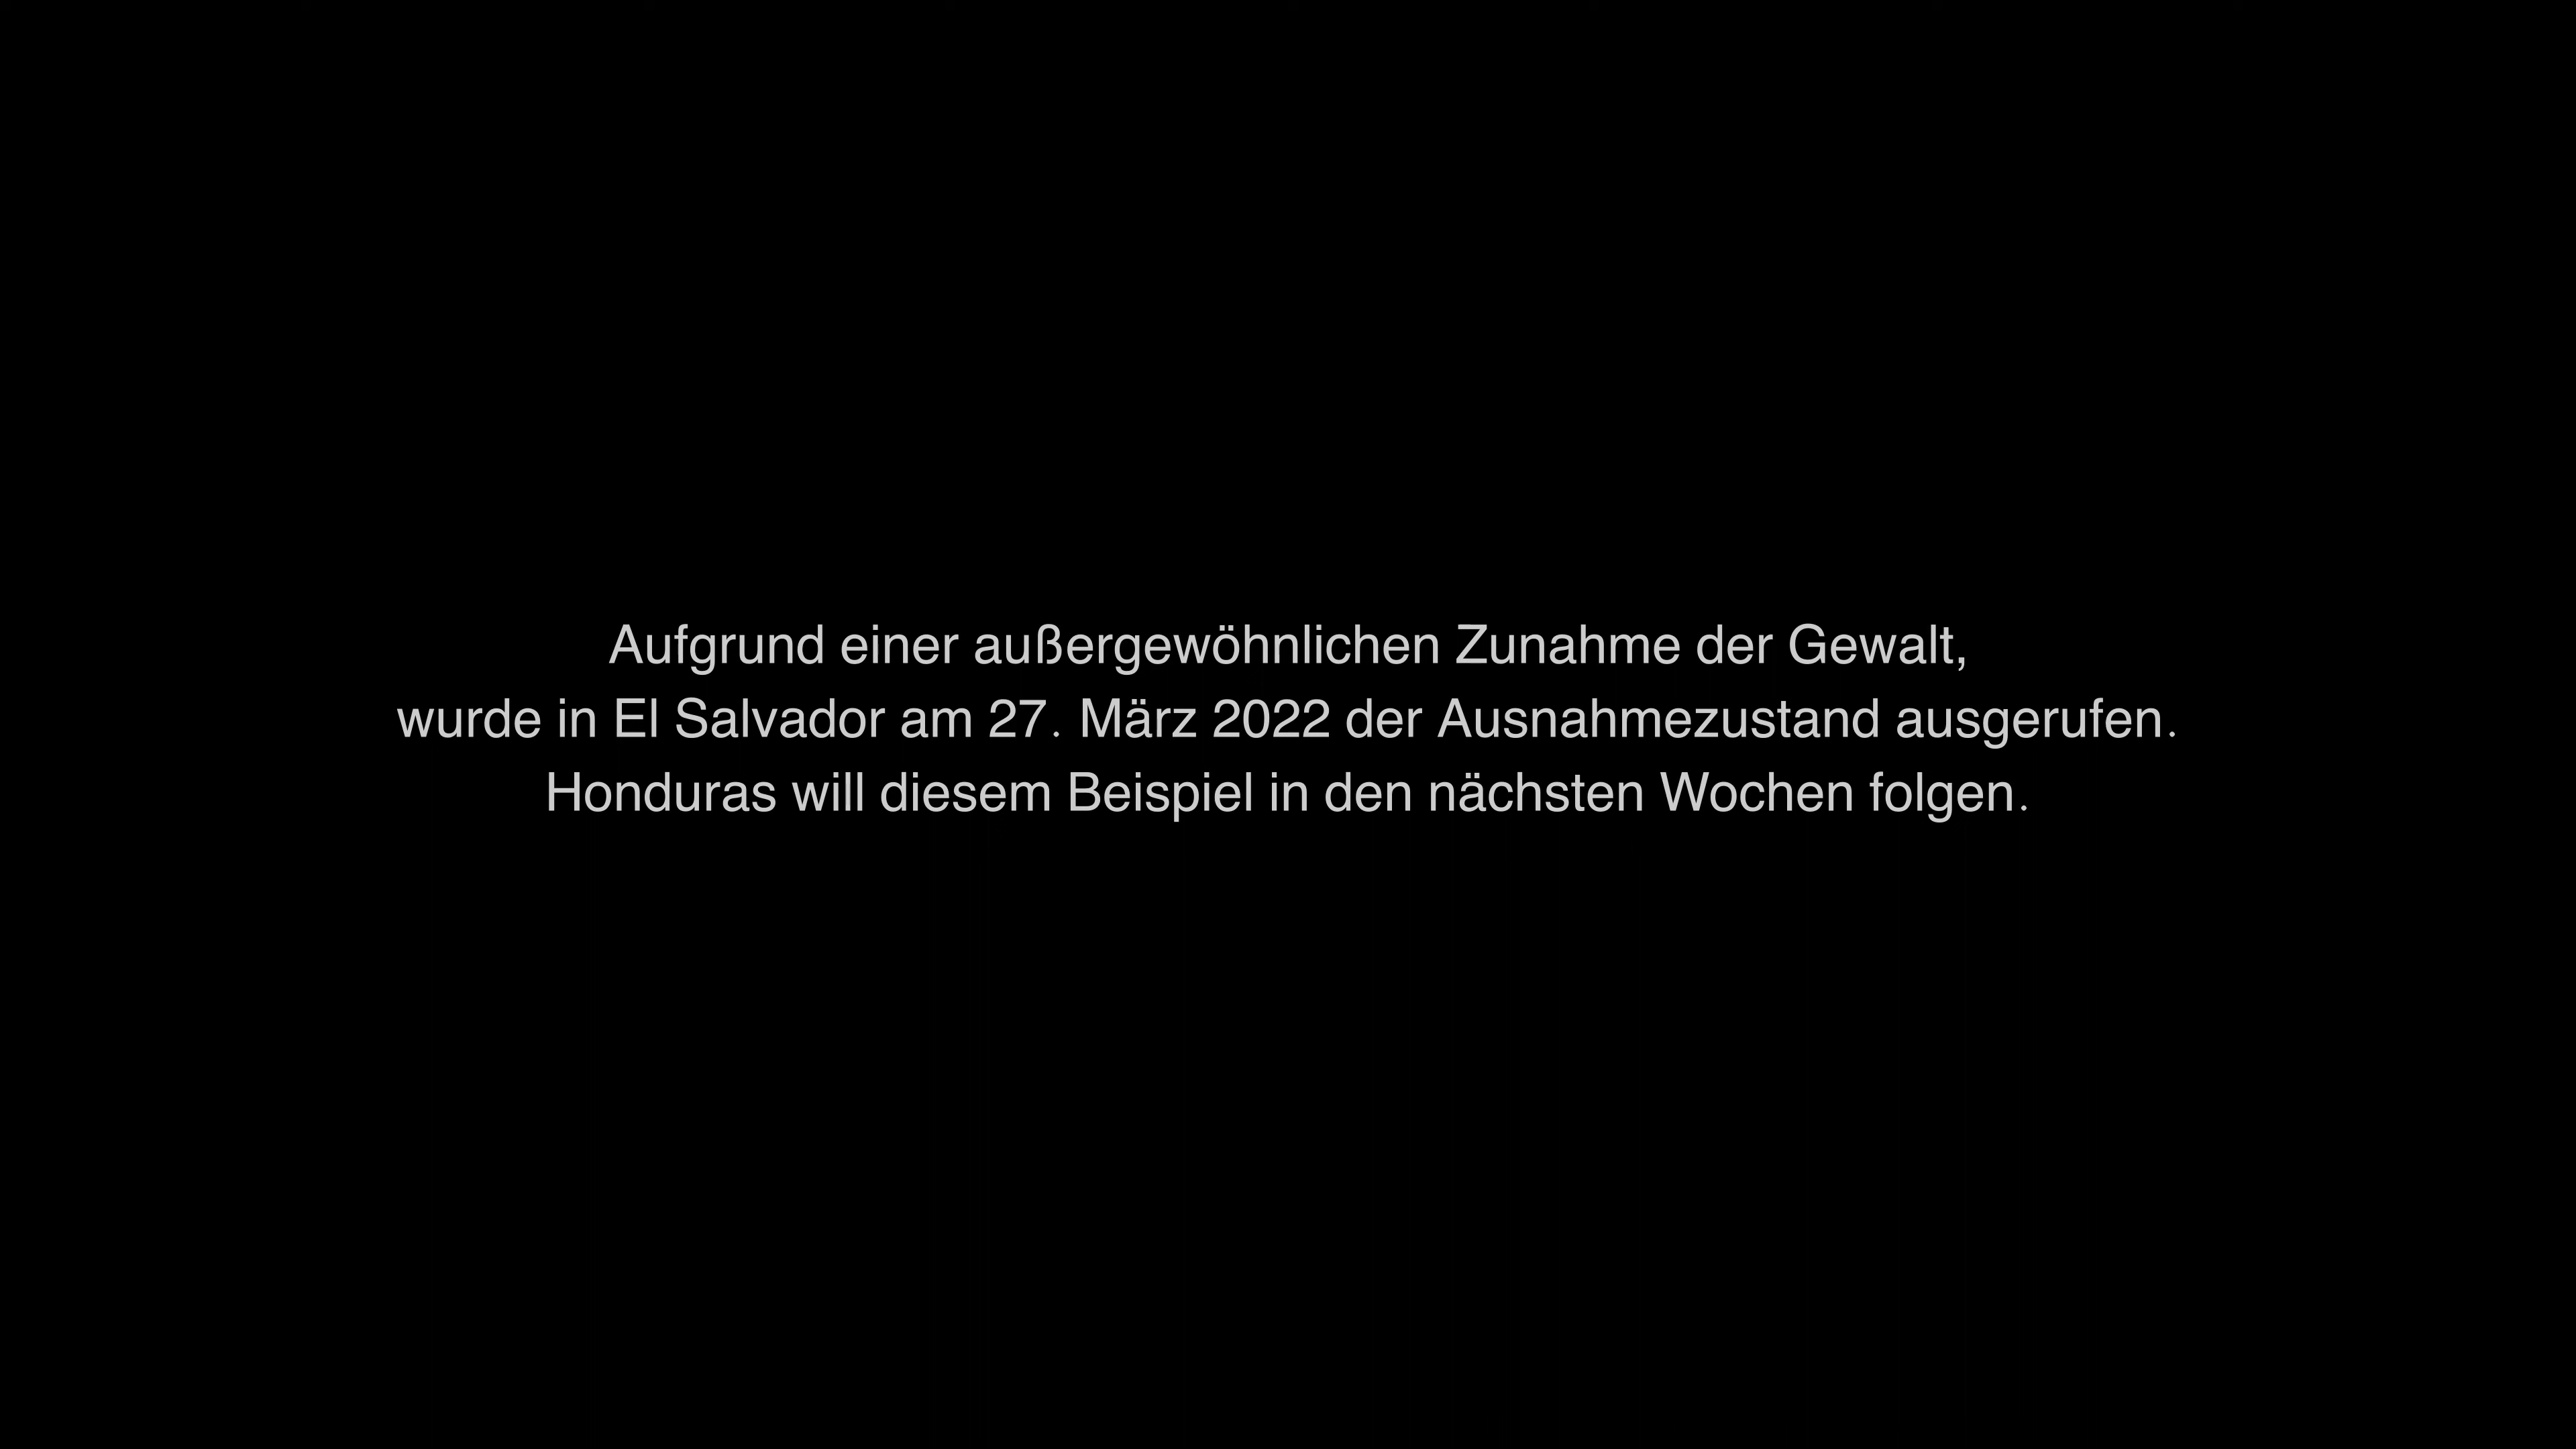 Aufgrund einer außergewöhnlichen Zunahme der Gewalt,
wurde in El Salvador am 27. März 2022 der Ausnahmezustand ausgerufen.
Honduras will diesem Beispiel in den nächsten Wochen folgen.